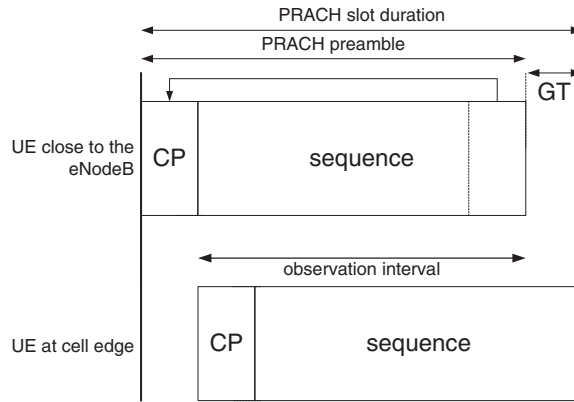 PRACH slot duration
PRACH preamble
GT
UE close to the
eNodeB
CP
sequence
observation interval
UE at cell edge
CP
sequence